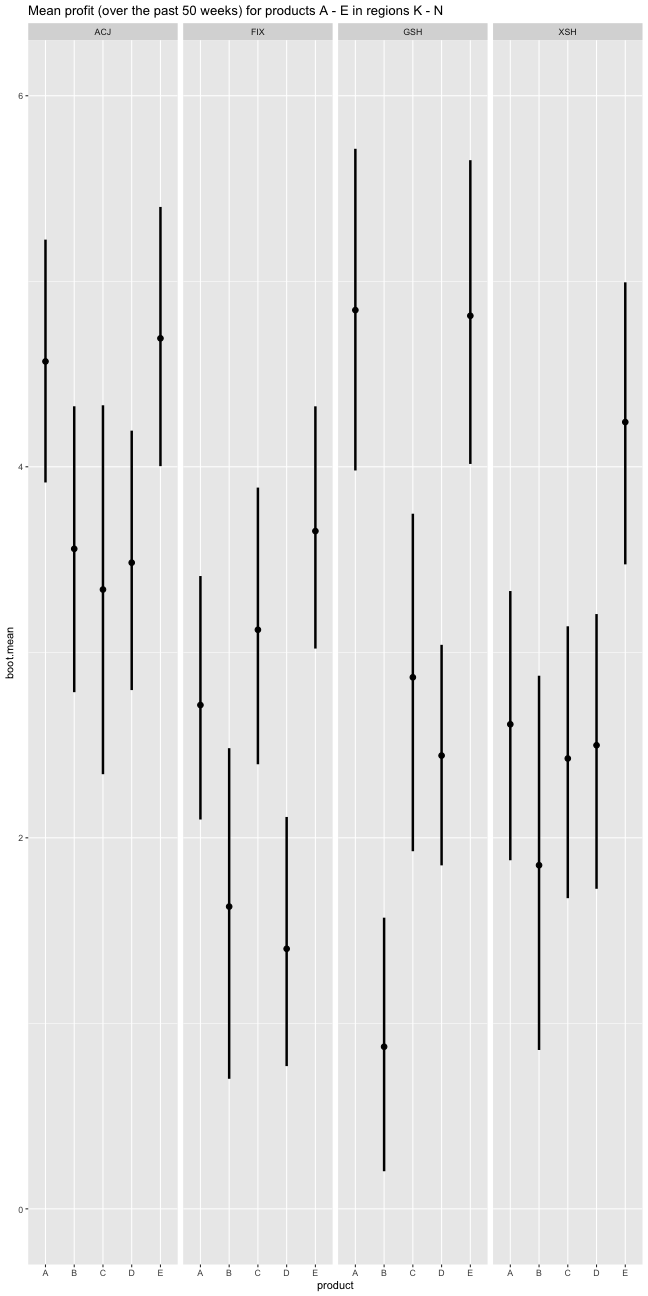 Mean profit (over the past 50 weeks) for products A - E in regions K - N
ACJ FIX GSH XSH
6
4
2
0
boot.mean
A B C D E A B C D E A B C D E A B C D E
product